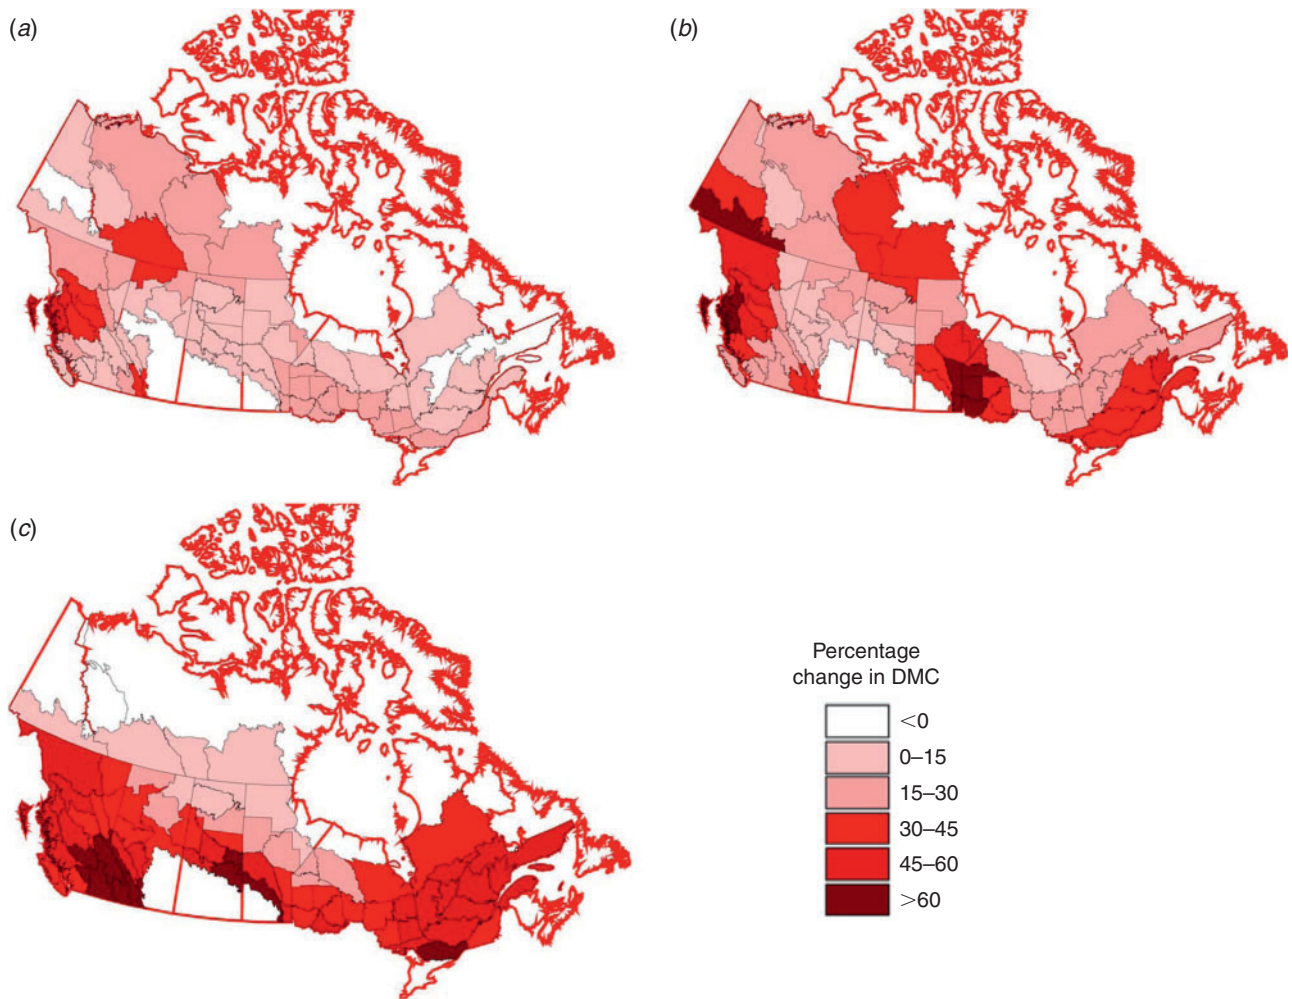 (a)
(b)
(c)
Percentage
change in DMC
<0
0–15
15–30
30–45
45–60
>60